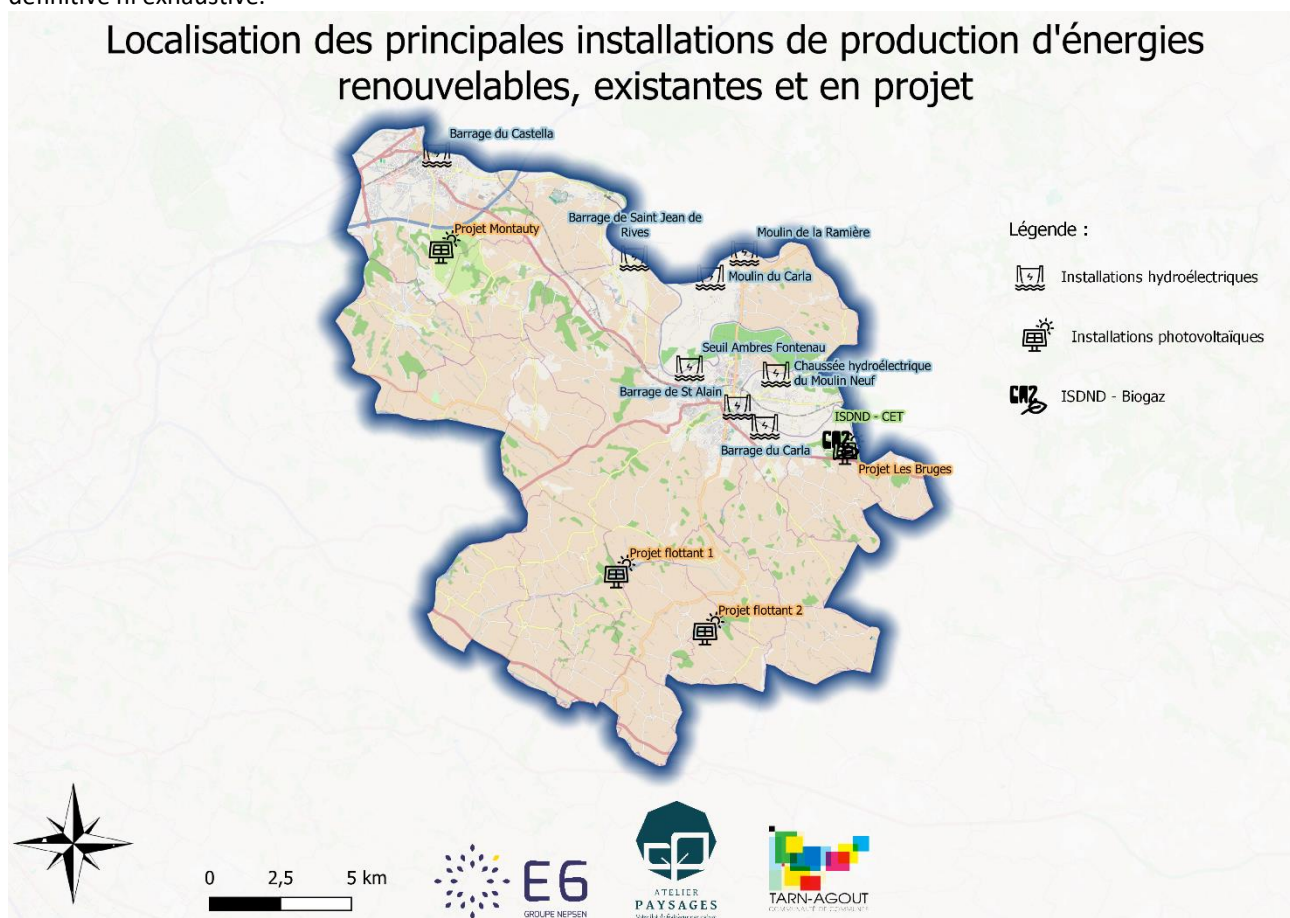 Localisation des principales installations de production d'énergies
renouvelables, existantes et en projet
Barrage du Castella
Projet Montauty
Barrage de Saint Jean de
Rives
Moulin de la Ramière
Moulin du Carla
Seuil Ambres Fontenau
Chaussée hydroélectrique
du Moulin Neuf
Barrage de St Alain
ISDND - CET
Barrage du Carla
Projet Les Bruges
Projet flottant 1
Projet flottant 2
Légende :
Installations hydroélectriques
Installations photovoltaïques
ISDND - Biogaz
0 2,5 5 km
E6
GROUPE NEPSEN
ATELIER
PAYSAGES
TARN-AGOUT
COMMUNAUTÉ DE COMMUNES